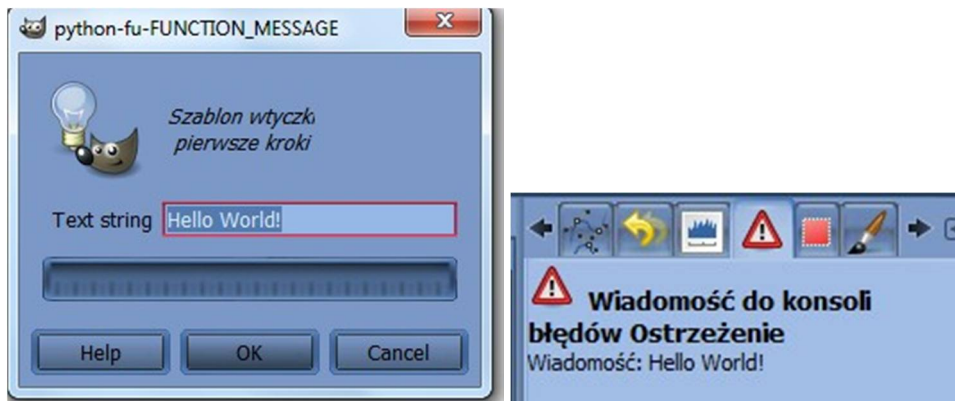 python-fu-FUNCTION_MESSAGE
Szablon wtyczki
pierwsze kroki
Text string Hello World!
Help OK Cancel
Wiadomość do konsoli
błędów Ostrzeżenie
Wiadomość: Hello World!